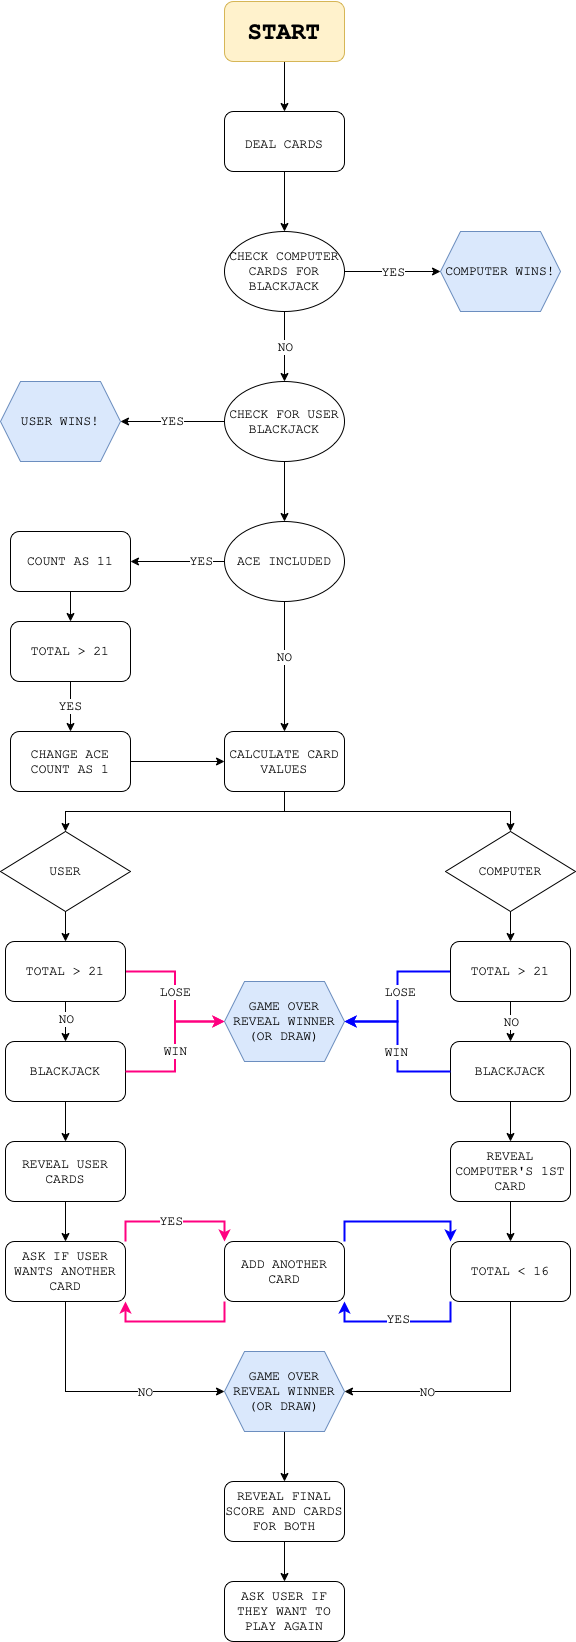 START
DEAL CARDS
CHECK COMPUTER
CARDS FOR
BLACKJACK
YES
COMPUTER WINS!
NO
USER WINS!
YES
CHECK FOR USER
BLACKJACK
COUNT AS 11
YES
ACE INCLUDED
TOTAL > 21
NO
YES
CHANGE ACE
COUNT AS 1
CALCULATE CARD
VALUES
USER
COMPUTER
TOTAL > 21
LOSE
GAME OVER
REVEAL WINNER
(OR DRAW)
LOSE
TOTAL > 21
NO
NO
BLACKJACK
WIN
WIN
BLACKJACK
REVEAL USER
CARDS
REVEAL
COMPUTER'S 1ST
CARD
YES
ASK IF USER
WANTS ANOTHER
CARD
ADD ANOTHER
CARD
TOTAL < 16
YES
NO
GAME OVER
REVEAL WINNER
(OR DRAW)
NO
REVEAL FINAL
SCORE AND CARDS
FOR BOTH
ASK USER IF
THEY WANT TO
PLAY AGAIN